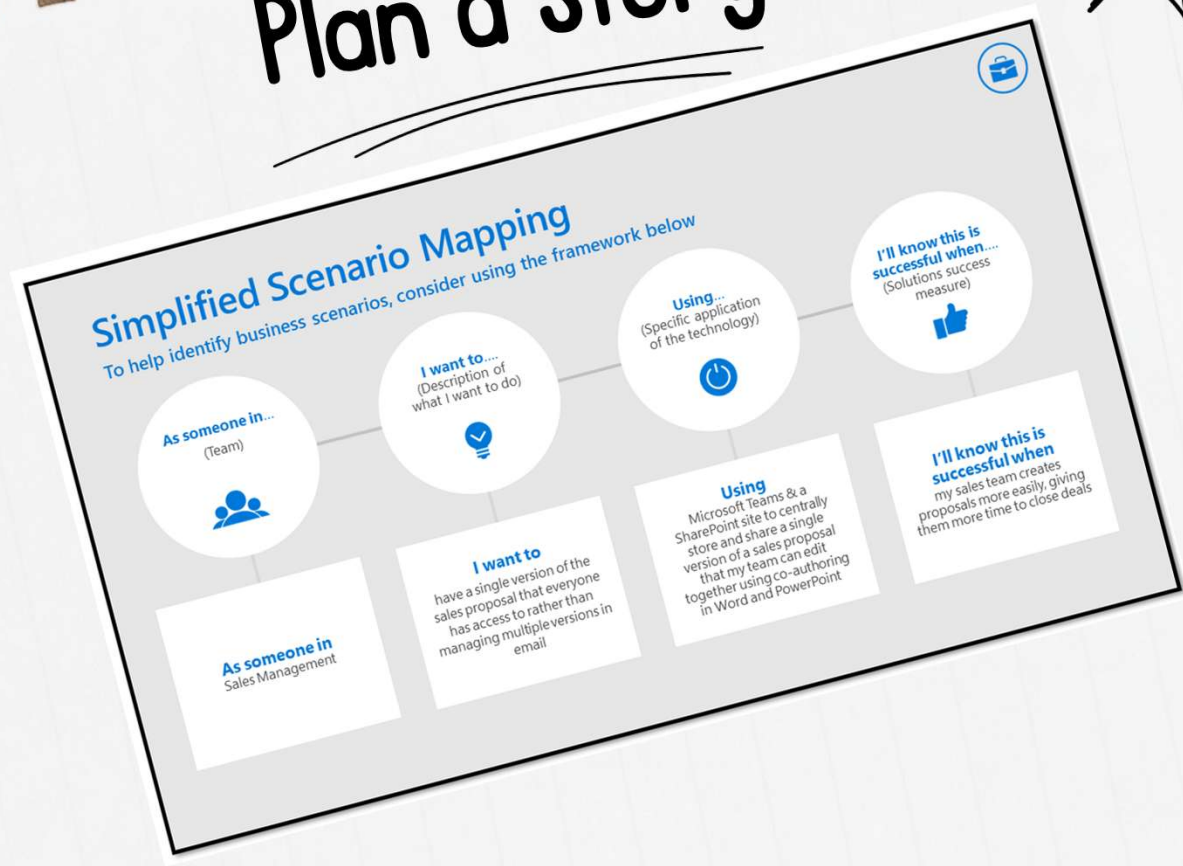 Plan a Story
Simplified Scenario Mapping
To help identify business scenarios, consider using the framework below
As someone in...
(Team)
I want to....
(Description of
what I want to do)
Using...
(Specific application
of the technology)
I'll know this is
successful when....
(Solutions success
measure)
As someone in
Sales Management
I want to
have a single version of the
sales proposal that everyone
has access to rather than
managing multiple versions in
email
Using
Microsoft Teams & a
SharePoint site to centrally
store and share a single
version of a sales proposal
that my team can edit
together using co-authoring
in Word and PowerPoint
I'll know this is
successful when
my sales team creates
proposals more easily, giving
them more time to close deals